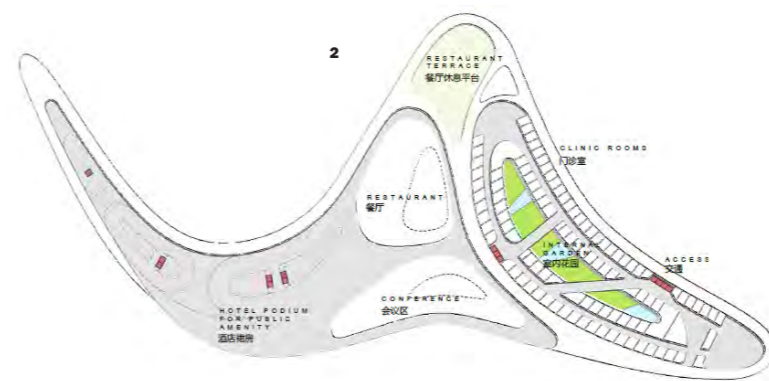 2
RESTAURANT
TERRACE
餐厅休息平台
CLINIC ROOMS
门诊室
RESTAURANT
餐厅
INTERNAL
GARDEN
室内花园
ACCESS
交通
CONFERENCE
会议区
HOTEL PODIUM
FOR PUBLIC
AMENITY
酒店裙房